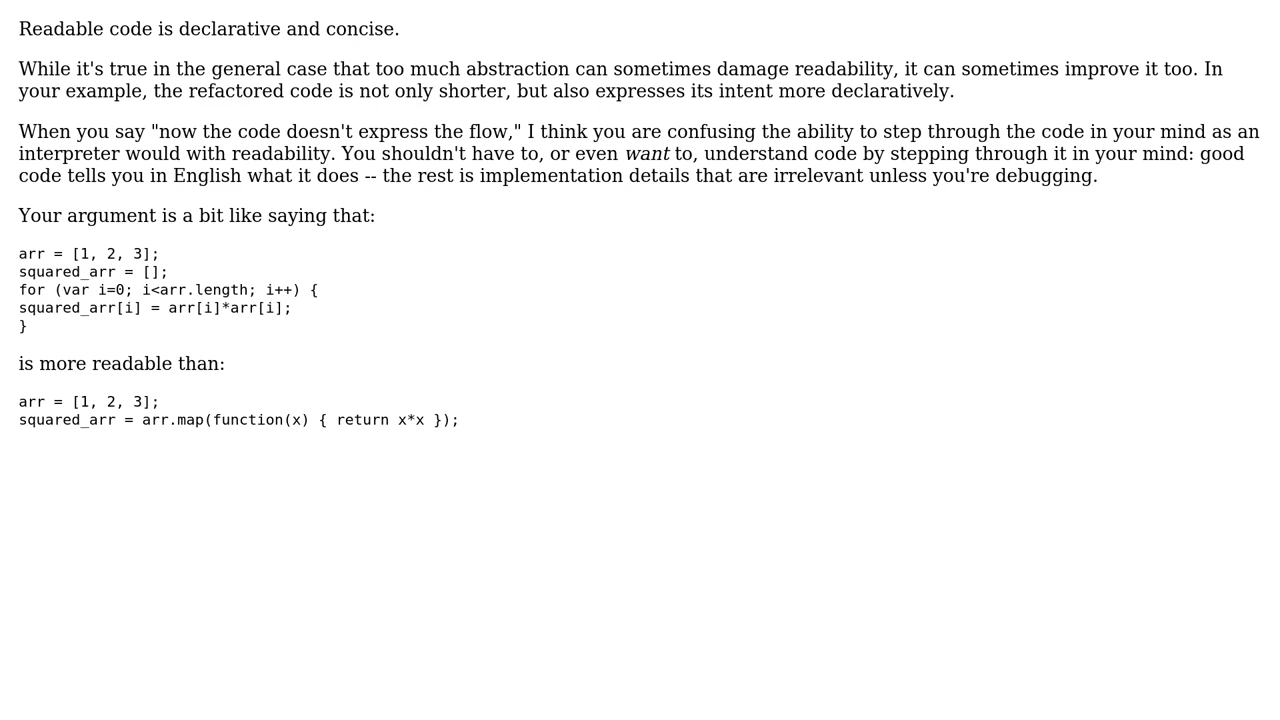 Readable code is declarative and concise.
While it's true in the general case that too much abstraction can sometimes damage readability, it can sometimes improve it too. In
your example, the refactored code is not only shorter, but also expresses its intent more declaratively.
When you say "now the code doesn't express the flow," I think you are confusing the ability to step through the code in your mind as an
interpreter would with readability. You shouldn't have to, or even want to, understand code by stepping through it in your mind: good
code tells you in English what it does -- the rest is implementation details that are irrelevant unless you're debugging.
Your argument is a bit like saying that:
arr = [1, 2, 3];
squared_arr = [];
for (var i=0; i<arr.length; i++) {
squared_arr[i] = arr[i]*arr[i];
}
is more readable than:
arr = [1, 2, 3];
squared_arr = arr.map(function(x) { return x*x });